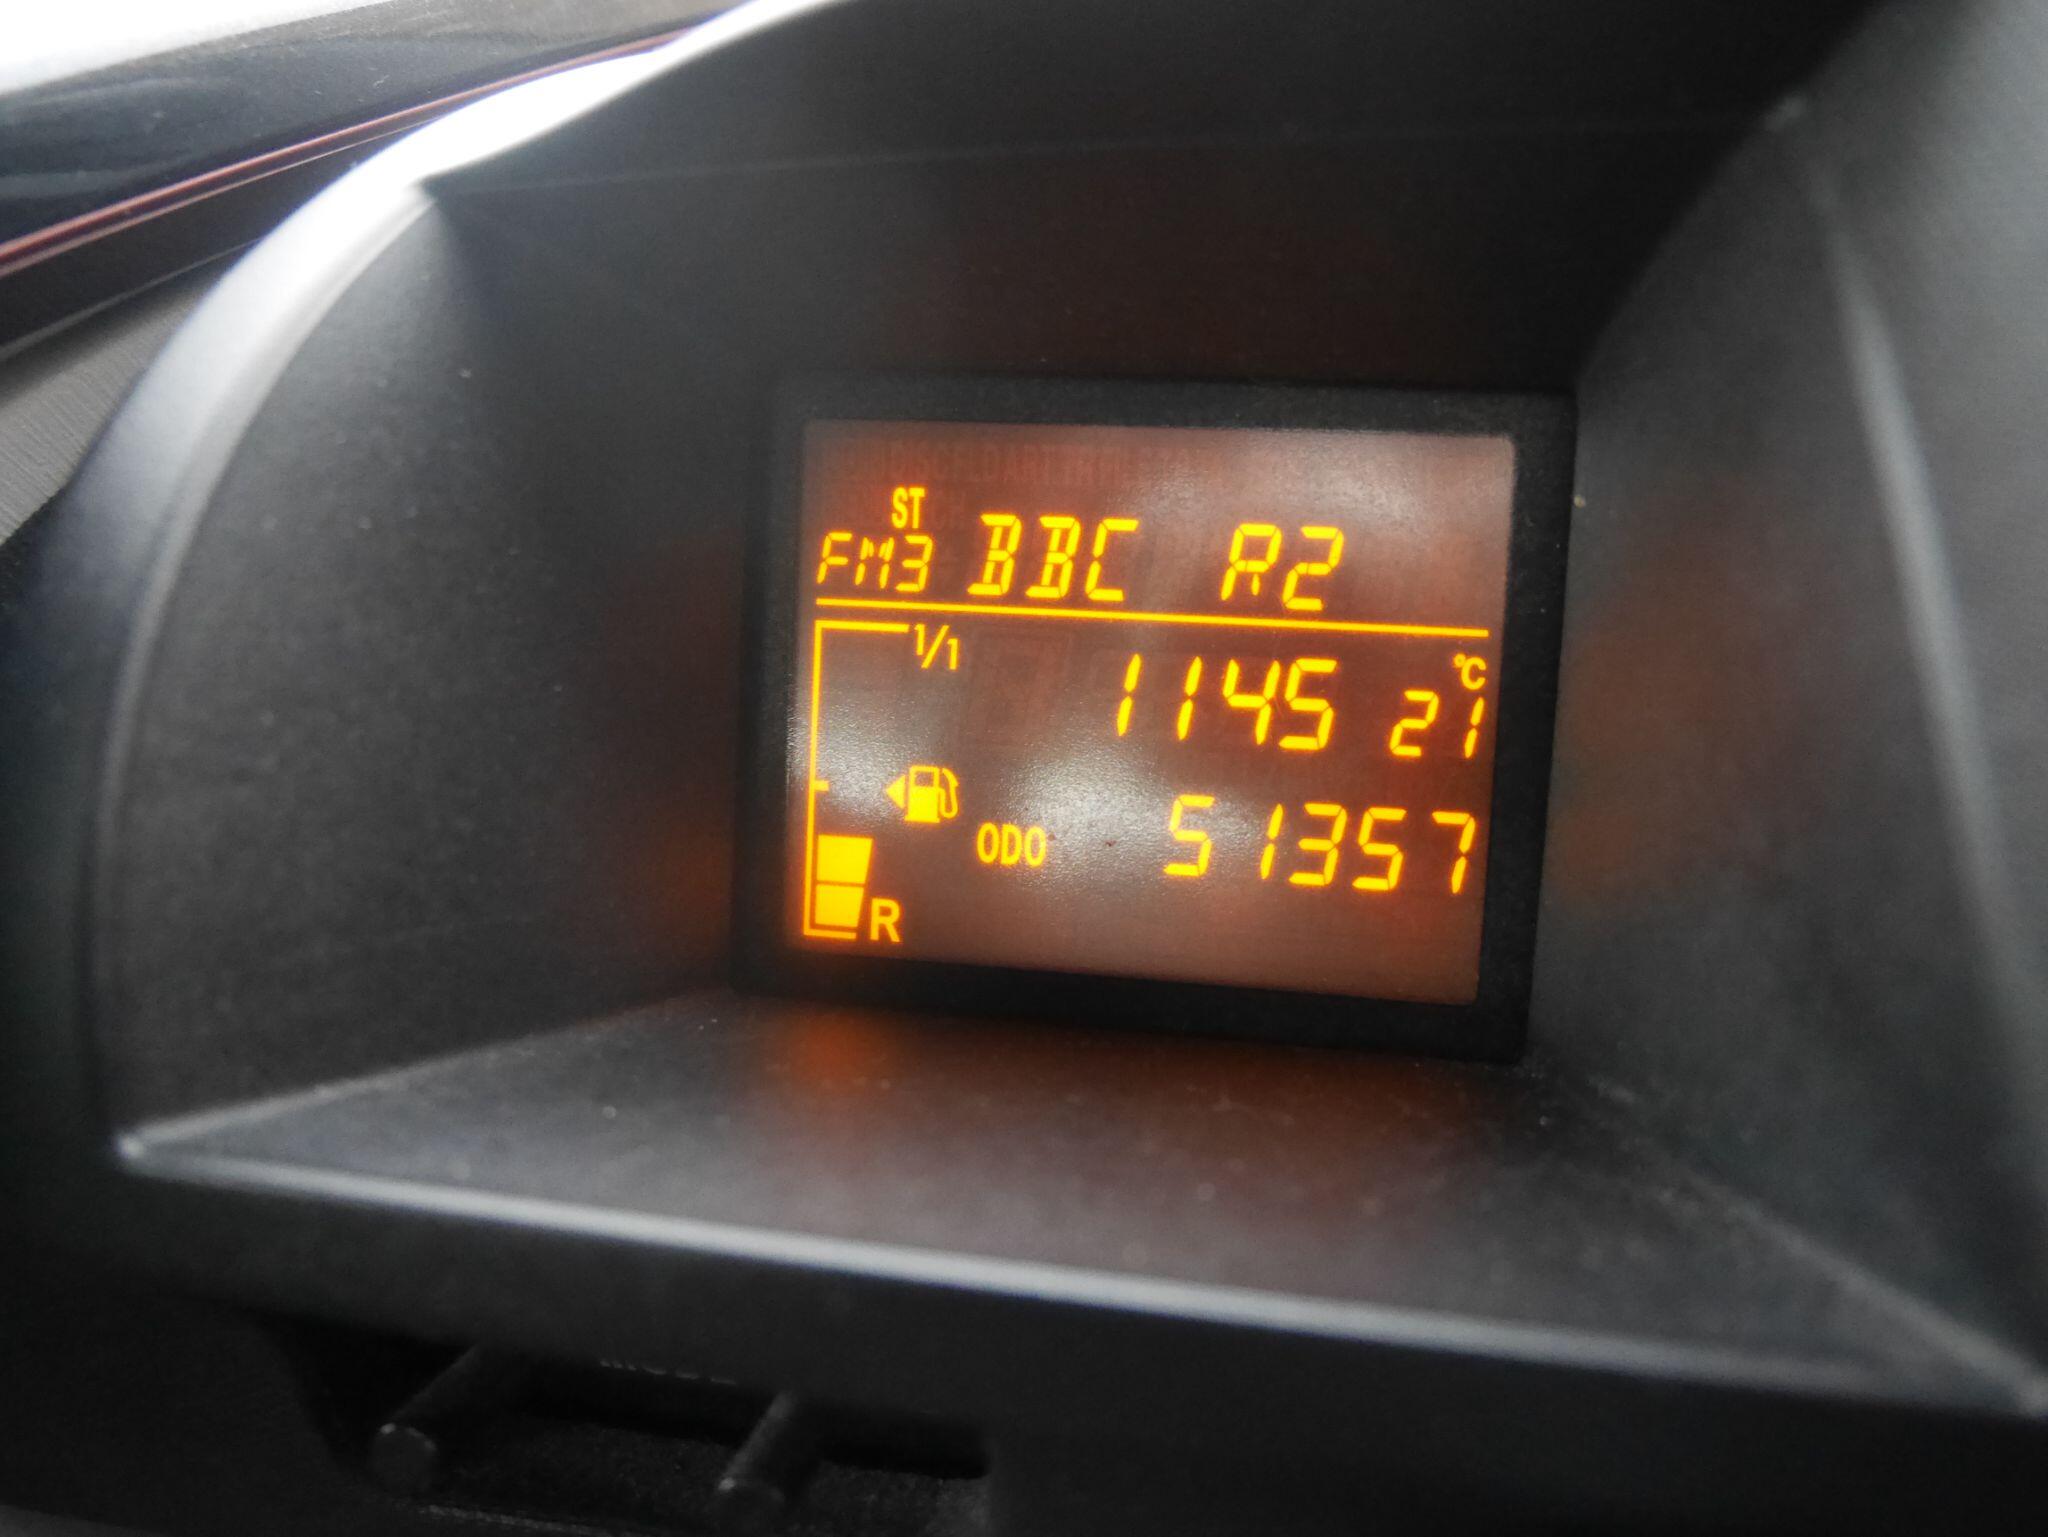 ST
FM3 BBC R2
1/1
1145 21 °C
ODO 51357
R